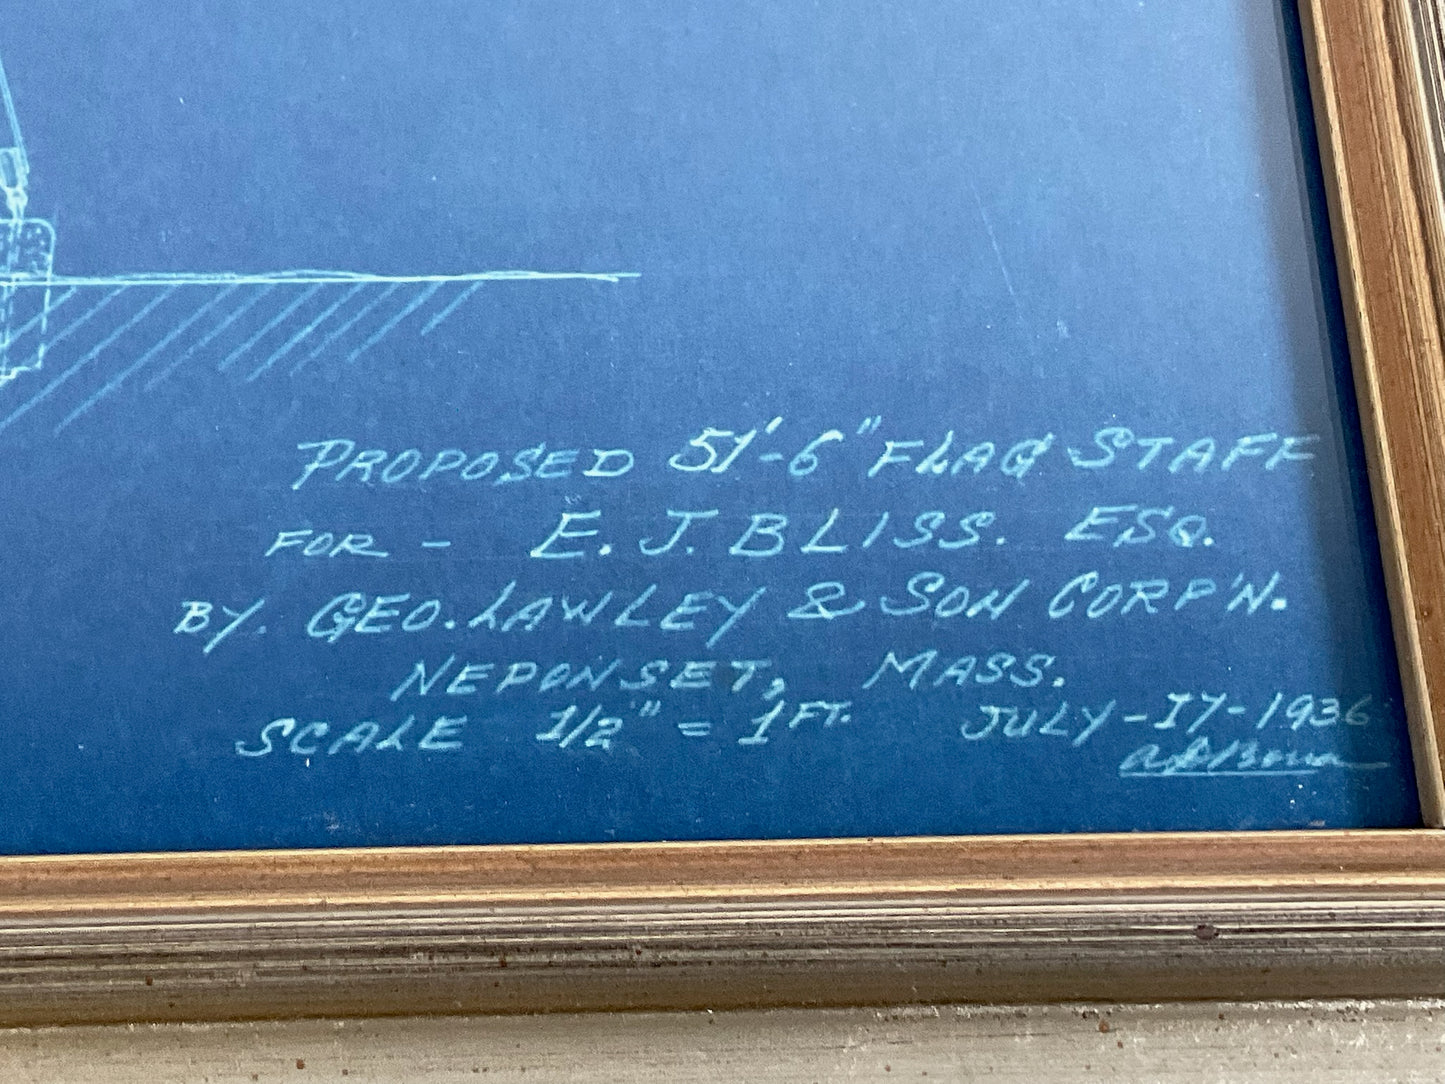 PROPOSED 51'-6" FLAG STAFF
FOR - E. J. BLISS. ESQ.
BY. GEO. LAWLEY & SON CORP'N.
NEPONSET, MASS.
SCALE 1/2" = 1 FT. JULY-17-1936